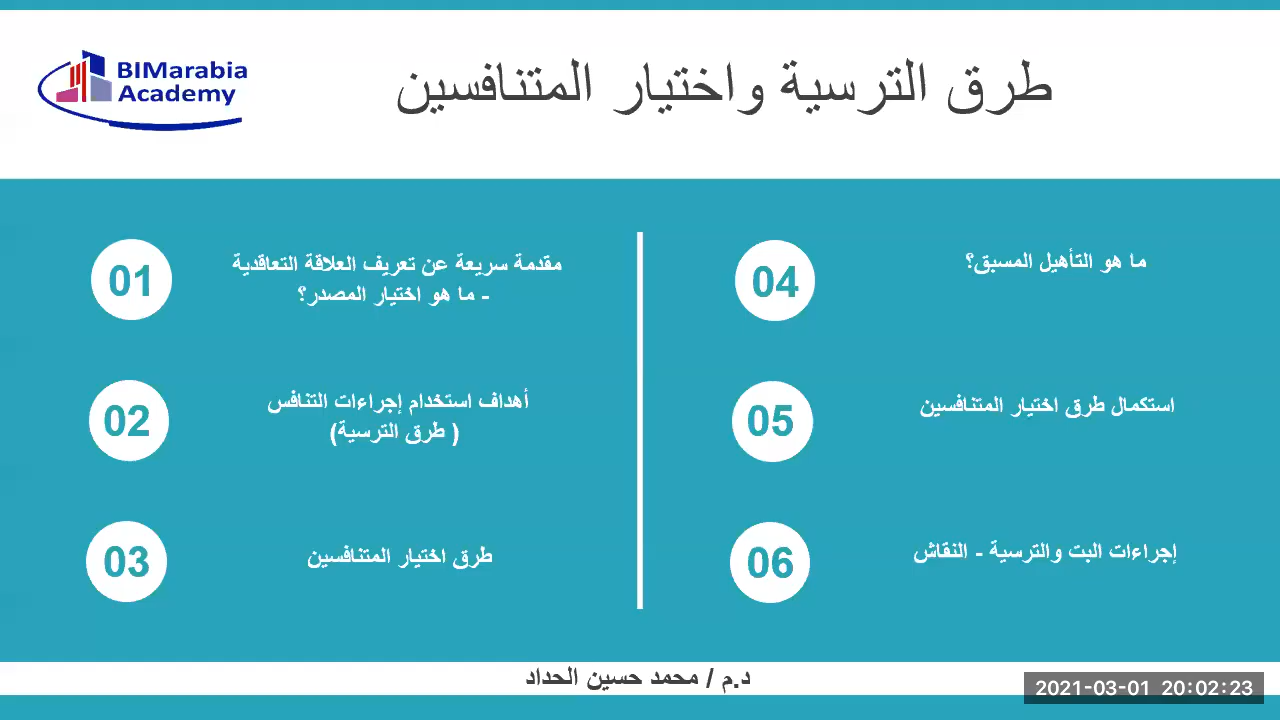 BIMarabia
Academy
طرق الترسية واختيار المتنافسين
01
مقدمة سريعة عن تعريف العلاقة التعاقدية
- ما هو اختيار المصدر؟
02
أهداف استخدام إجراءات التنافس
( طرق الترسية)
03
طرق اختيار المتنافسين
04
ما هو التأهيل المسبق؟
05
استكمال طرق اختيار المتنافسين
06
إجراءات البت والترسية - النقاش
د.م / محمد حسين الحداد
2021-03-01 20:02:23